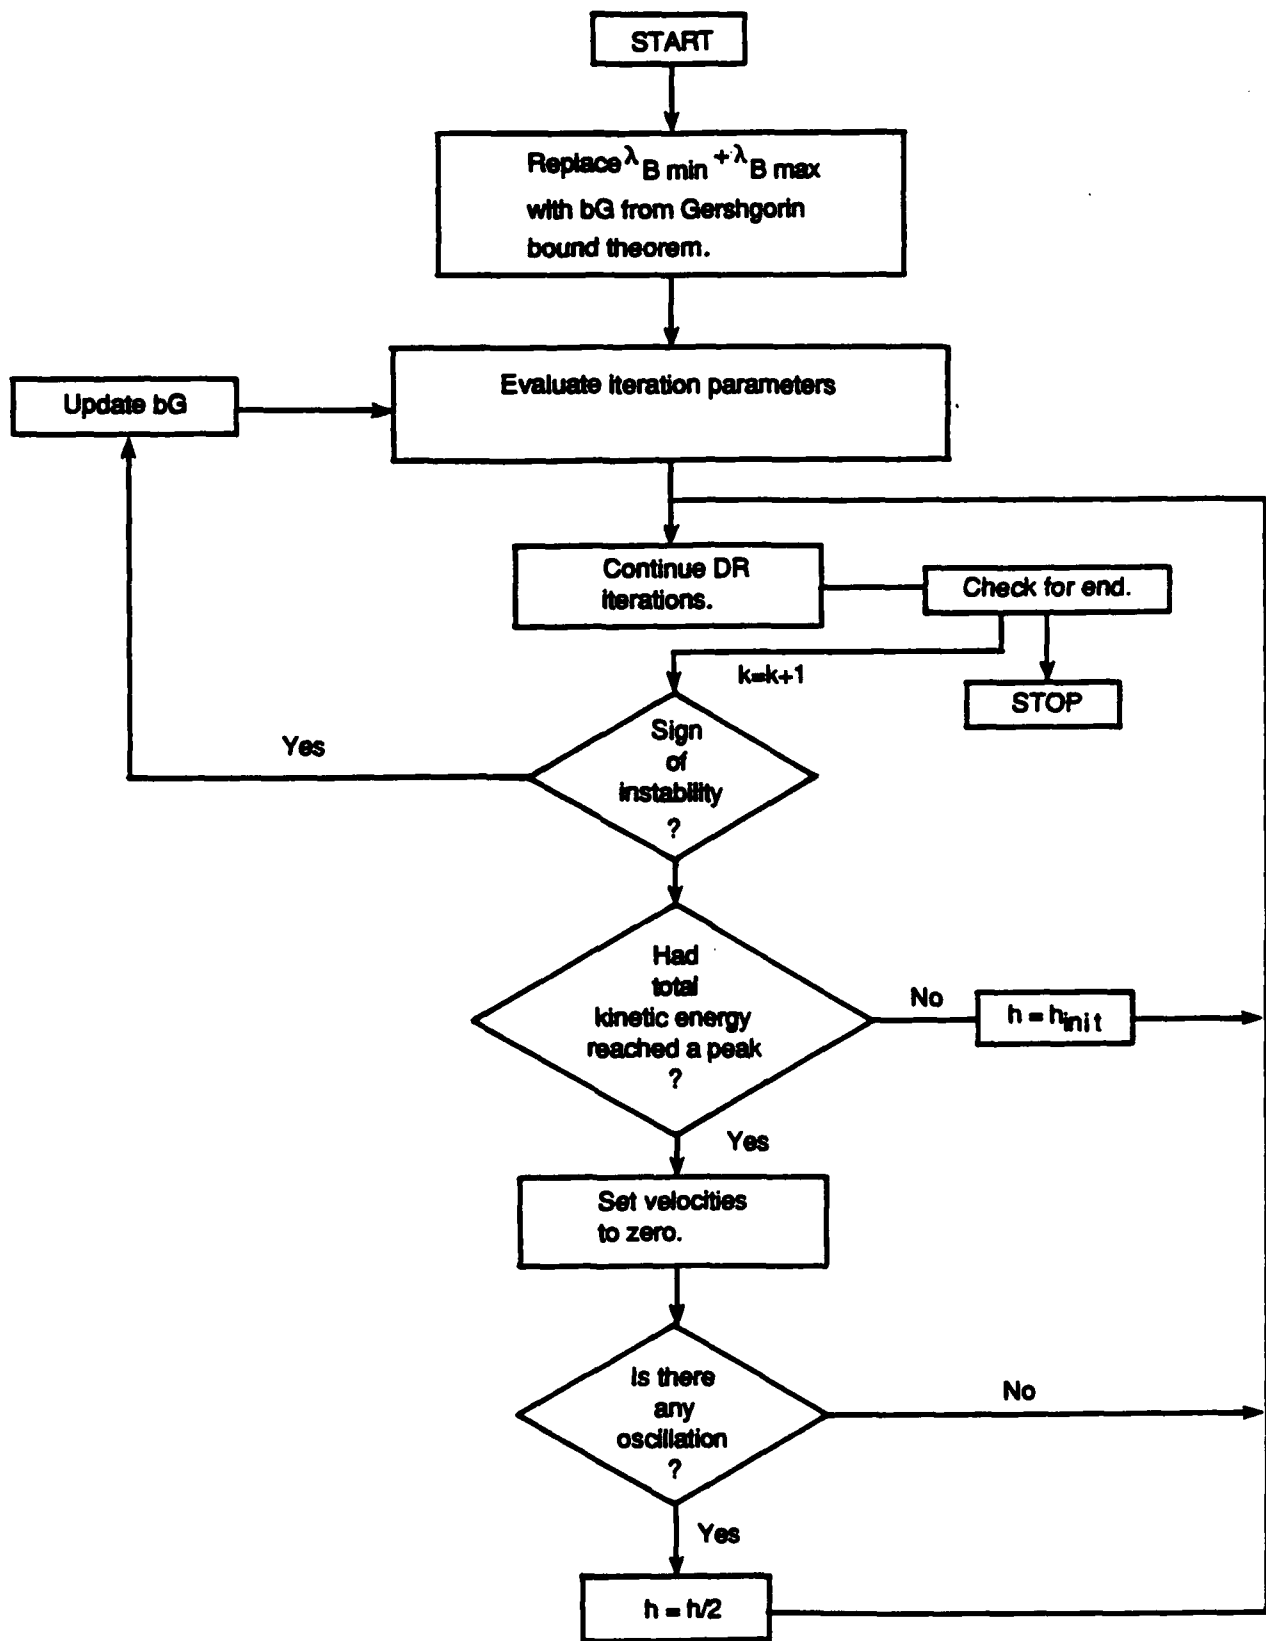 START
Replace λ B min + λ B max
with bG from Gershgorin
bound theorem.
Evaluate iteration parameters
Update bG
Continue DR
iterations.
Check for end.
k=k+1
STOP
Yes
Sign
of
instability
?
Had
total
kinetic energy
reached a peak
?
No
h = hinit
Yes
Set velocities
to zero.
Is there
any
oscillation
?
No
Yes
h = h/2